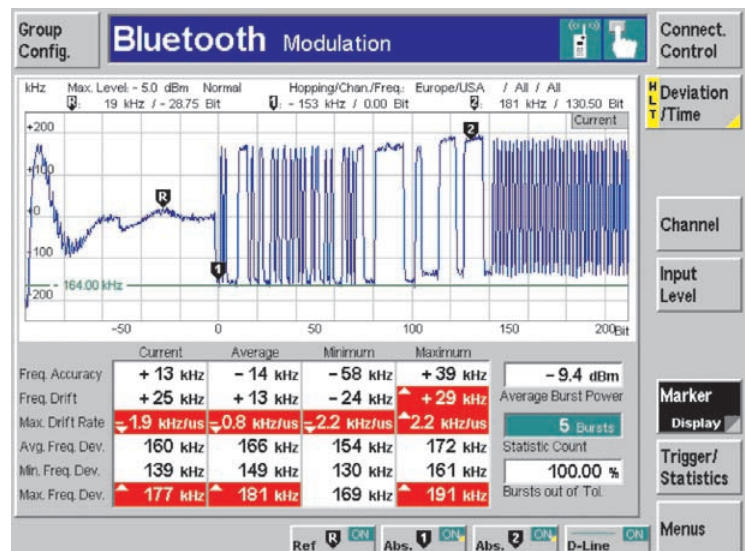 Group
Config.
Bluetooth Modulation
Connect.
Control
kHz Max. Level: - 5.0 dBm Normal Hopping/Chan./Freq.: Europe/USA / All / All
R: 19 kHz / - 28.75 Bit 1: - 153 kHz / 0.00 Bit 2: 181 kHz / 130.50 Bit
Current
HLT
Deviation
/Time
+200
+100
0
100
-200
- 164.00 kHz
R
1
2
-50 0 50 100 150 200Bit
Channel
Input
Level
Current Average Minimum Maximum
Freq. Accuracy + 13 kHz - 14 kHz - 58 kHz + 39 kHz
Freq. Drift + 25 kHz + 13 kHz - 24 kHz + 29 kHz
Max. Drift Rate -1.9 kHz/us -0.8 kHz/us -2.2 kHz/us 2.2 kHz/us
Avg. Freq. Dev. 160 kHz 166 kHz 154 kHz 172 kHz
Min. Freq. Dev. 139 kHz 149 kHz 130 kHz 161 kHz
Max. Freq. Dev. 177 kHz 181 kHz 169 kHz 191 kHz
- 9.4 dBm
Average Burst Power
5 Bursts
Statistic Count
100.00 %
Bursts out of Tol.
Marker
Display
Trigger/
Statistics
Menus
Ref R ON Abs. 1 ON Abs. 2 ON D-Line ON